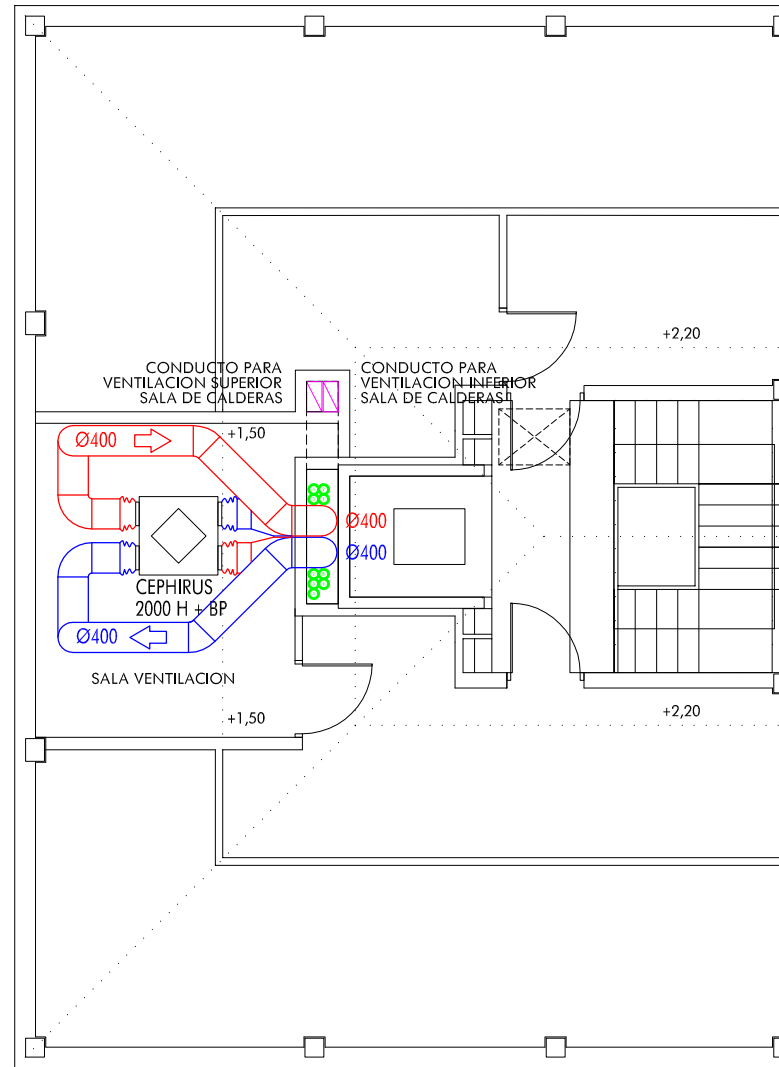 +2,20
CONDUCTO PARA
VENTILACION SUPERIOR
SALA DE CALDERAS
CONDUCTO PARA
VENTILACION INFERIOR
SALA DE CALDERAS
+1,50
Ø400
Ø400
Ø400
CEPHIRUS
2000 H + BP
Ø400
SALA VENTILACION
+1,50
+2,20